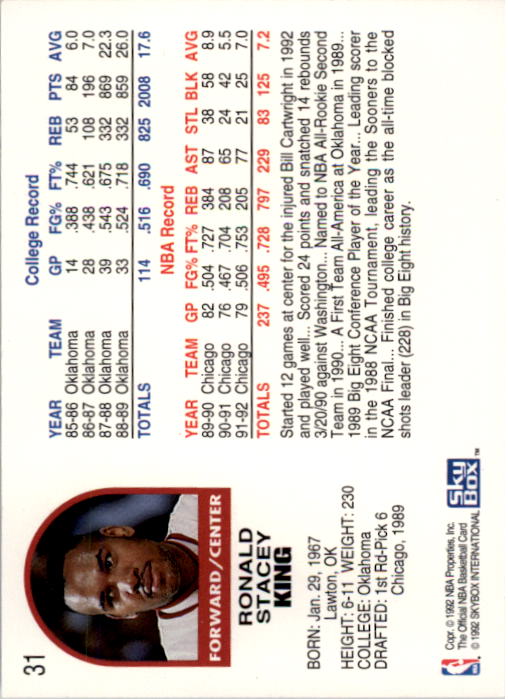 31
FORWARD/CENTER
RONALD
STACEY
KING
BORN: Jan. 29, 1967
Lawton, OK
HEIGHT: 6-11 WEIGHT: 230
COLLEGE: Oklahoma
DRAFTED: 1st Rd-Pick 6
Chicago, 1989
Copr. © 1992 NBA Properties, Inc.
The Official NBA Basketball Card
© 1992 SKYBOX INTERNATIONAL
NBA
SkyBox™
College Record
YEAR TEAM GP FG% FT% REB PTS AVG
85-86 Oklahoma 14 .388 .744 53 84 6.0
86-87 Oklahoma 28 .438 .621 108 196 7.0
87-88 Oklahoma 39 .543 .675 332 869 22.3
88-89 Oklahoma 33 .524 .718 332 859 26.0
TOTALS 114 .516 .690 825 2008 17.6
NBA Record
YEAR TEAM GP FG% FT% REB AST STL BLK AVG
89-90 Chicago 82 .504 .727 384 87 38 58 8.9
90-91 Chicago 76 .467 .704 208 65 24 42 5.5
91-92 Chicago 79 .506 .753 205 77 21 25 7.0
TOTALS 237 .495 .728 797 229 83 125 7.2
Started 12 games at center for the injured Bill Cartwright in 1992
and played well... Scored 24 points and snatched 14 rebounds
3/20/90 against Washington... Named to NBA All-Rookie Second
Team in 1990... A First Team All-America at Oklahoma in 1989...
1989 Big Eight Conference Player of the Year... Leading scorer
in the 1988 NCAA Tournament, leading the Sooners to the
NCAA Final... Finished college career as the all-time blocked
shots leader (228) in Big Eight history.